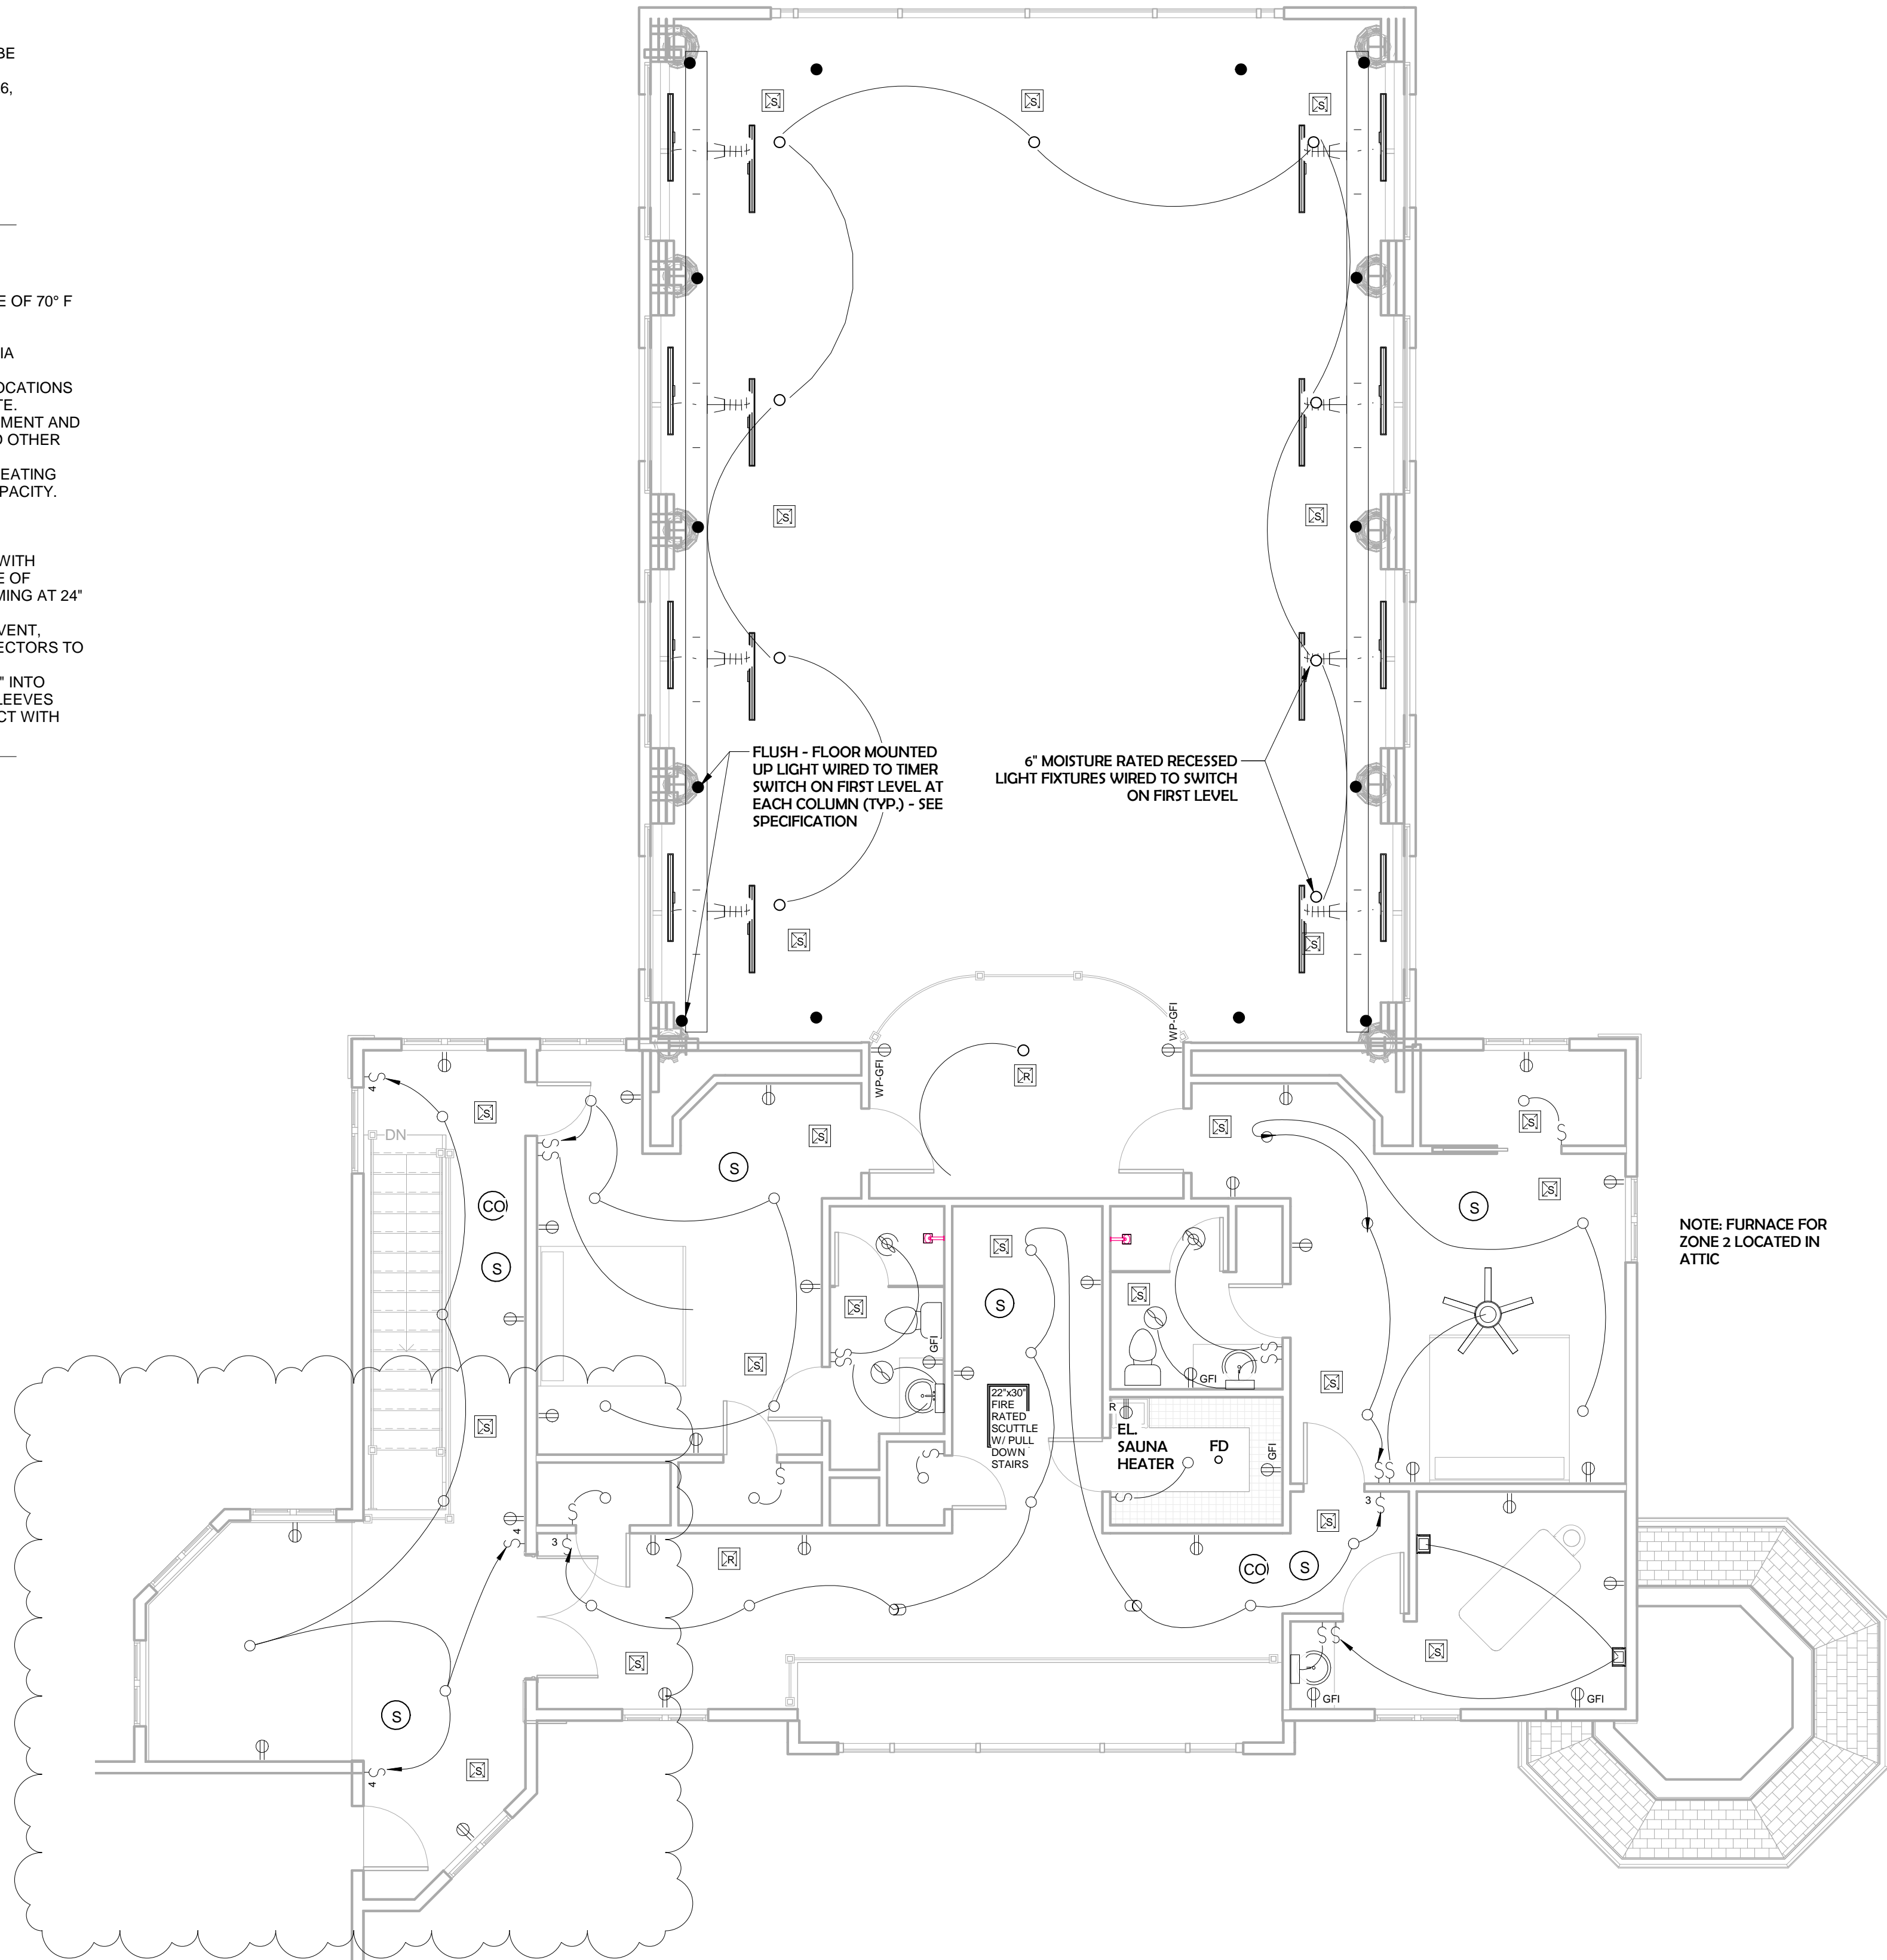 BE
6,
E OF 70° F
IA
OCATIONS
TE.
MENT AND
O OTHER
EATING
PACITY.
WITH
E OF
MING AT 24"
VENT,
ECTORS TO
" INTO
LEEVES
CT WITH
S
S
S
S
S
FLUSH - FLOOR MOUNTED
UP LIGHT WIRED TO TIMER
SWITCH ON FIRST LEVEL AT
EACH COLUMN (TYP.) - SEE
SPECIFICATION
6" MOISTURE RATED RECESSED
LIGHT FIXTURES WIRED TO SWITCH
ON FIRST LEVEL
S
S
WP-GFI
WP-GFI
R
4
S
DN
S
S
S
S
S
CO
S
S
S
NOTE: FURNACE FOR
ZONE 2 LOCATED IN
ATTIC
S
S
S
S
S
GFI
S
GFI
S
22"x30"
FIRE
RATED
SCUTTLE
W/ PULL
DOWN
STAIRS
R
EL.
SAUNA
HEATER
FD
GFI
S
3
S
4
3
R
CO
S
S
S
GFI
GFI
S
S
4